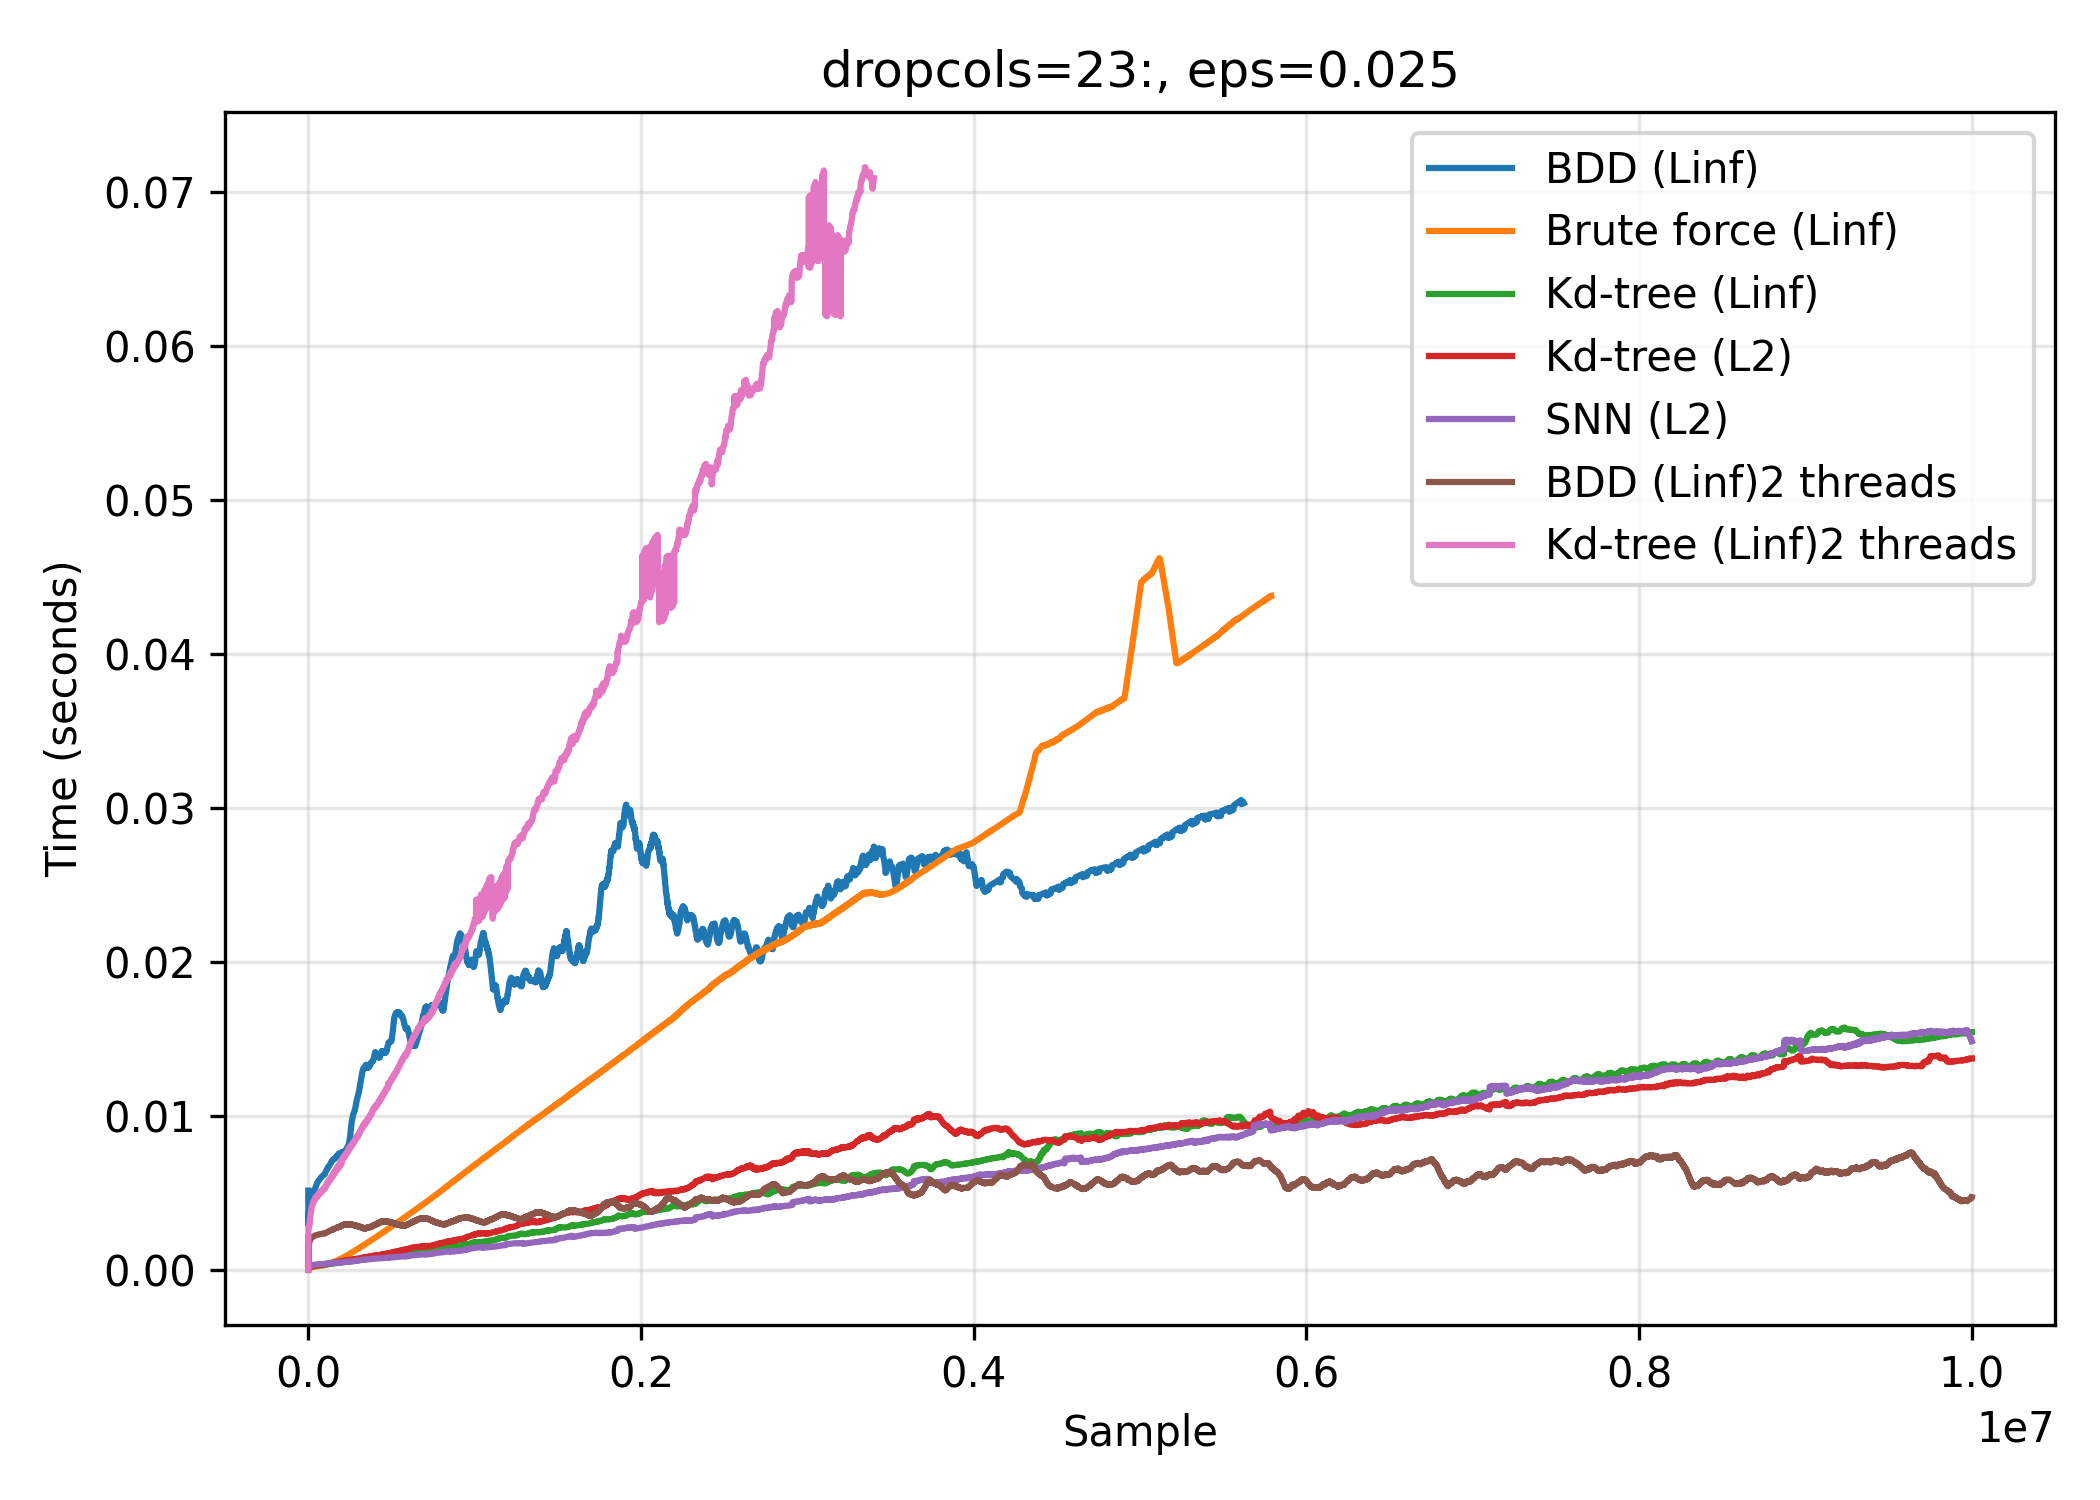 dropcols=23:, eps=0.025
BDD (Linf)
Brute force (Linf)
Kd-tree (Linf)
Kd-tree (L2)
SNN (L2)
BDD (Linf)2 threads
Kd-tree (Linf)2 threads
Time (seconds)
0.07
0.06
0.05
0.04
0.03
0.02
0.01
0.00
0.0 0.2 0.4 0.6 0.8 1.0
1e7
Sample